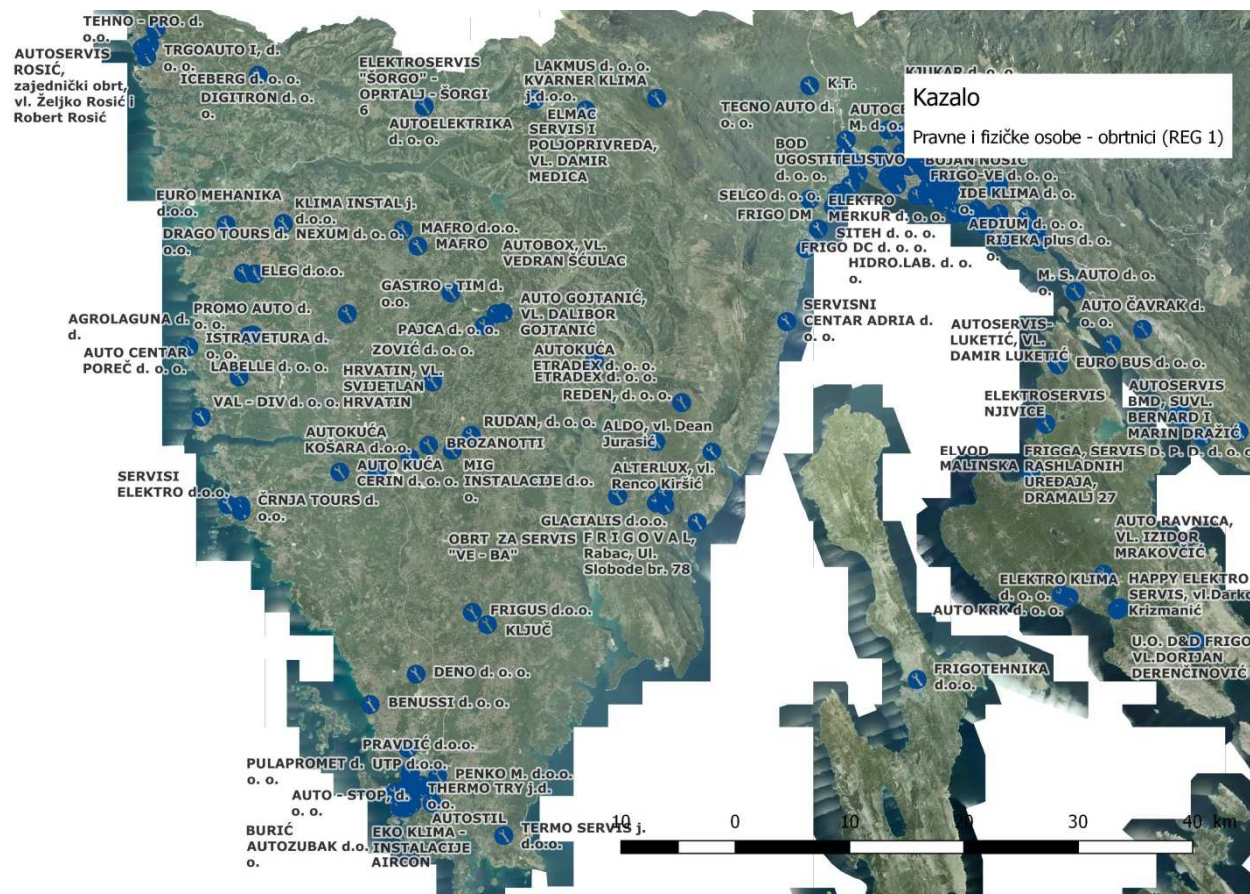 TEHNO - PRO. d.
o.o.
AUTOSERVIS
ROSIĆ,
zajednički obrt,
vl. Željko Rosić i
Robert Rosić
TRGOAUTO I, d.
o. o.
ICEBERG d. o. o.
DIGITRON d. o.
o.
ELEKTROSERVIS
"ŠORGO" -
OPRTALJ - ŠORGI
6
AUTOELEKTRIKA
d. o. o.
LAKMUS d. o. o.
KVARNER KLIMA
j.d.o.o.
ELMAC
SERVIS I
POLJOPRIVREDA,
VL. DAMIR
MEDICA
K.T.
KJUKAR d. o. o.
TECNO AUTO d.
o. o.
M. d. o. o.
Kazalo
Pravne i fizičke osobe - obrtnici (REG 1)
BOD
UGOSTITELJSTVO
d. o. o.
BOJAN NUSIC
FRIGO-VE d. o. o.
IDE KLIMA d. o.
o.
SELCO d. o. o.
FRIGO DM
ELEKTRO
MERKUR d. o. o.
SITEH d. o. o.
FRIGO DC d. o. o.
HIDRO.LAB. d. o.
o.
AEDIUM d. o. o.
RIJEKA plus d. o.
o.
EURO MEHANIKA
d.o.o.
KLIMA INSTAL j.
d.o.o.
DRAGO TOURS d.
o.o.
NEXUM d. o. o.
MAFRO d.o.o.
MAFRO
AUTOBOX, VL.
VEDRAN ŠĆULAC
ELEG d.o.o.
GASTRO - TIM d.
o.o.
M. S. AUTO d. o.
o.
AUTO ČAVRAK d.
o. o.
AGROLAGUNA d.
d.
PROMO AUTO d.
o. o.
ISTRAVETURA d.
o. o.
PAJCA d. o. o.
AUTO GOJTANIĆ,
VL. DALIBOR
GOJTANIĆ
SERVISNI
CENTAR ADRIA d.
o. o.
AUTOSERVIS-
LUKETIĆ, VL.
DAMIR LUKETIĆ
EURO BUS d. o. o.
AUTO CENTAR
POREČ d. o. o.
LABELLE d. o. o.
ZOVIĆ d. o. o.
HRVATIN, VL.
SVIJETLAN
HRVATIN
AUTOKUĆA
ETRADEX d. o. o.
ETRADEX d. o. o.
REDEN, d. o. o.
AUTOSERVIS
BMD, SUVL.
BERNARD I
MARIN DRAŽIĆ
VAL - DIV d. o. o.
ELEKTROSERVIS
NJIVICE
RUDAN, d. o. o.
ALDO, vl. Dean
Jurasić
AUTOKUĆA
KOŠARA d.o.o.
BROZANOTTI
AUTO KUĆA
CERIN d. o. o.
MIG
INSTALACIJE d.o.
o.
ALTERLUX, vl.
Renco Kiršić
ELVOD
MALINSKA
FRIGGA, SERVIS D. P. D. d. o. o.
RASHLADNIH
UREĐAJA,
DRAMALJ 27
SERVISI
ELEKTRO d.o.o.
ČRNJA TOURS d.
o.o.
GLACIALIS d.o.o.
OBRT ZA SERVIS
"VE - BA"
F R I G O V A L,
Rabac, Ul.
Slobode br. 78
AUTO RAVNICA,
VL. IZIDOR
MRAKOVČIĆ
ELEKTRO KLIMA
d. o. o.
AUTO KRK d. o. o.
HAPPY ELEKTRO
SERVIS, vl.Darko
Krizmanić
FRIGUS d.o.o.
KLJUČ
U.O. D&D FRIGO
VL.DORIJAN
DERENČINOVIĆ
DENO d. o. o.
FRIGOTEHNIKA
d.o.o.
BENUSSI d. o. o.
PRAVDIĆ d.o.o.
PULAPROMET d.
o. o.
UTP d.o.o.
PENKO M. d.o.o.
THERMO TRY j.d.
o.o.
AUTO - STOP, d.
o. o.
AUTOSTIL
BURIĆ
AUTOZUBAK d.o.
o.
EKO KLIMA -
INSTALACIJE
AIRCON
TERMO SERVIS j.
d.o.o.
10 0 10 20 30 40 km